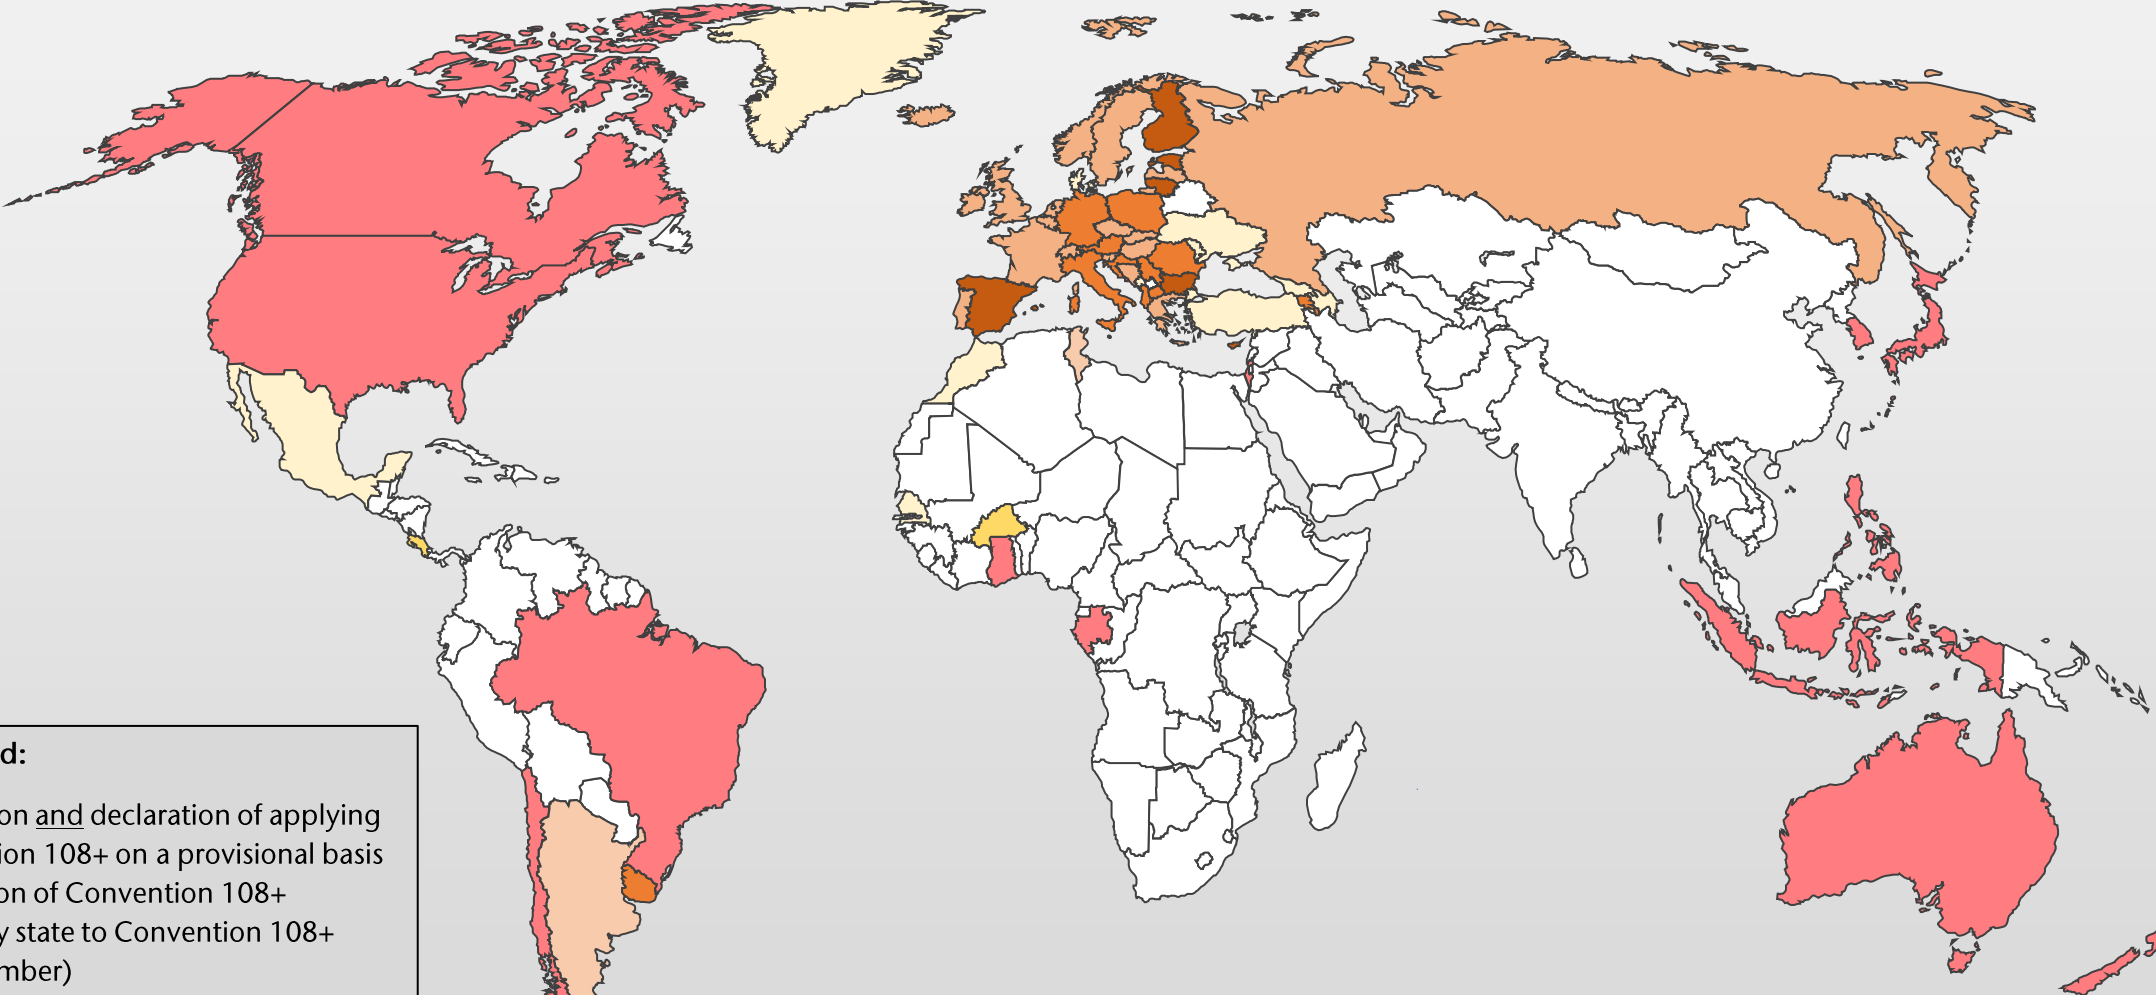 d:
on and declaration of applying
ion 108+ on a provisional basis
on of Convention 108+
y state to Convention 108+
mber)